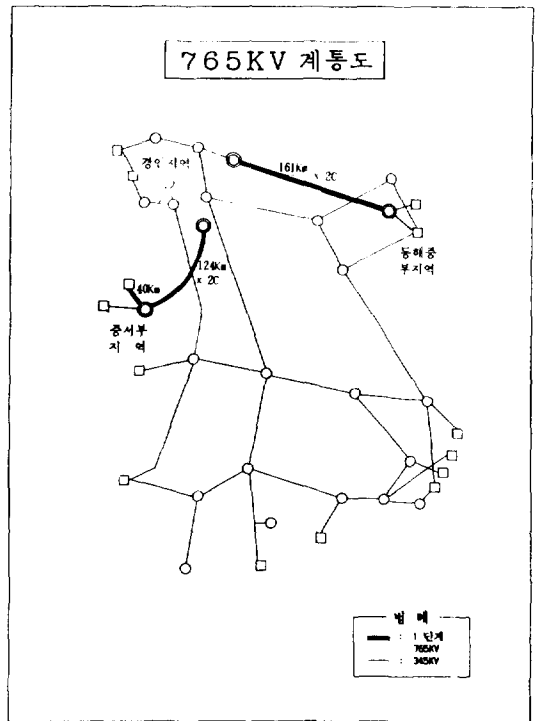 765KV 계통도
경인 지역
161Km
x 2C
동해중
부지역
124Km
x 2C
40Km
중서부
지 역
범 례
: 1 단계
765KV
: 345KV